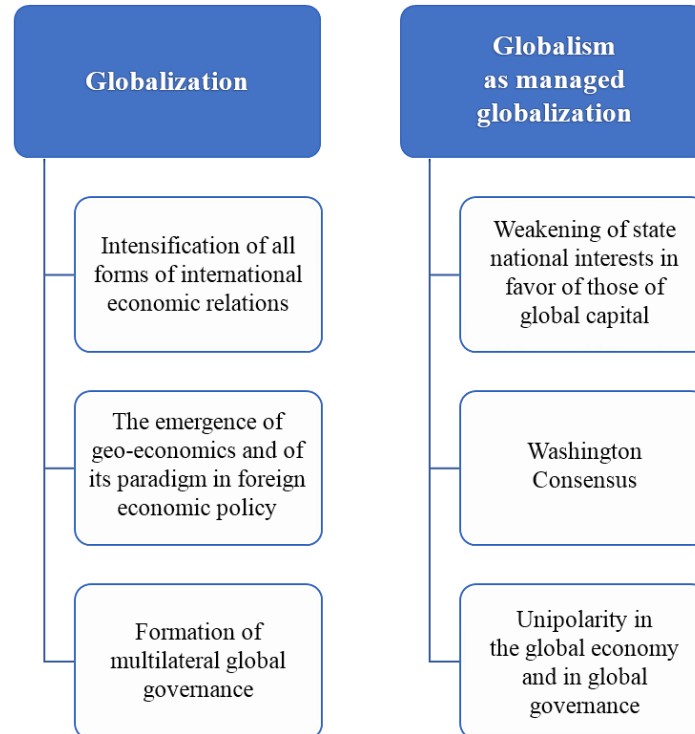 Globalization
Intensification of all
forms of international
economic relations
The emergence of
geo-economics and of
its paradigm in foreign
economic policy
Formation of
multilateral global
governance
Globalism
as managed
globalization
Weakening of state
national interests in
favor of those of
global capital
Washington
Consensus
Unipolarity in
the global economy
and in global
governance